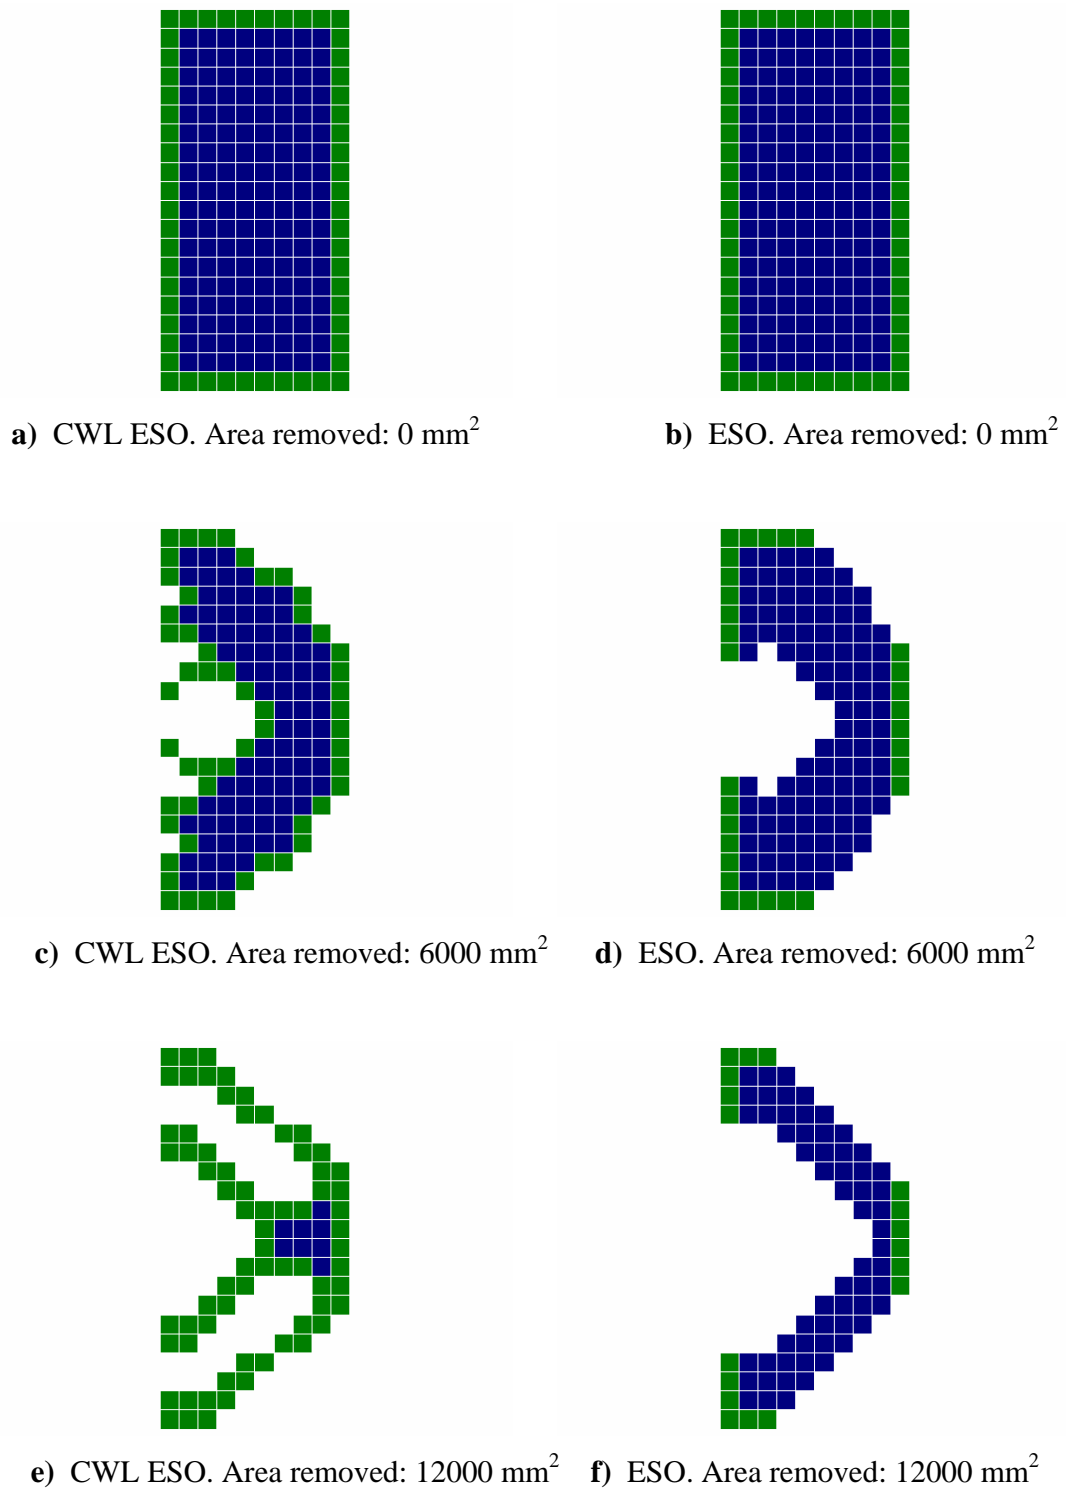 a) CWL ESO. Area removed: 0 mm²
b) ESO. Area removed: 0 mm²
c) CWL ESO. Area removed: 6000 mm²
d) ESO. Area removed: 6000 mm²
e) CWL ESO. Area removed: 12000 mm²
f) ESO. Area removed: 12000 mm²